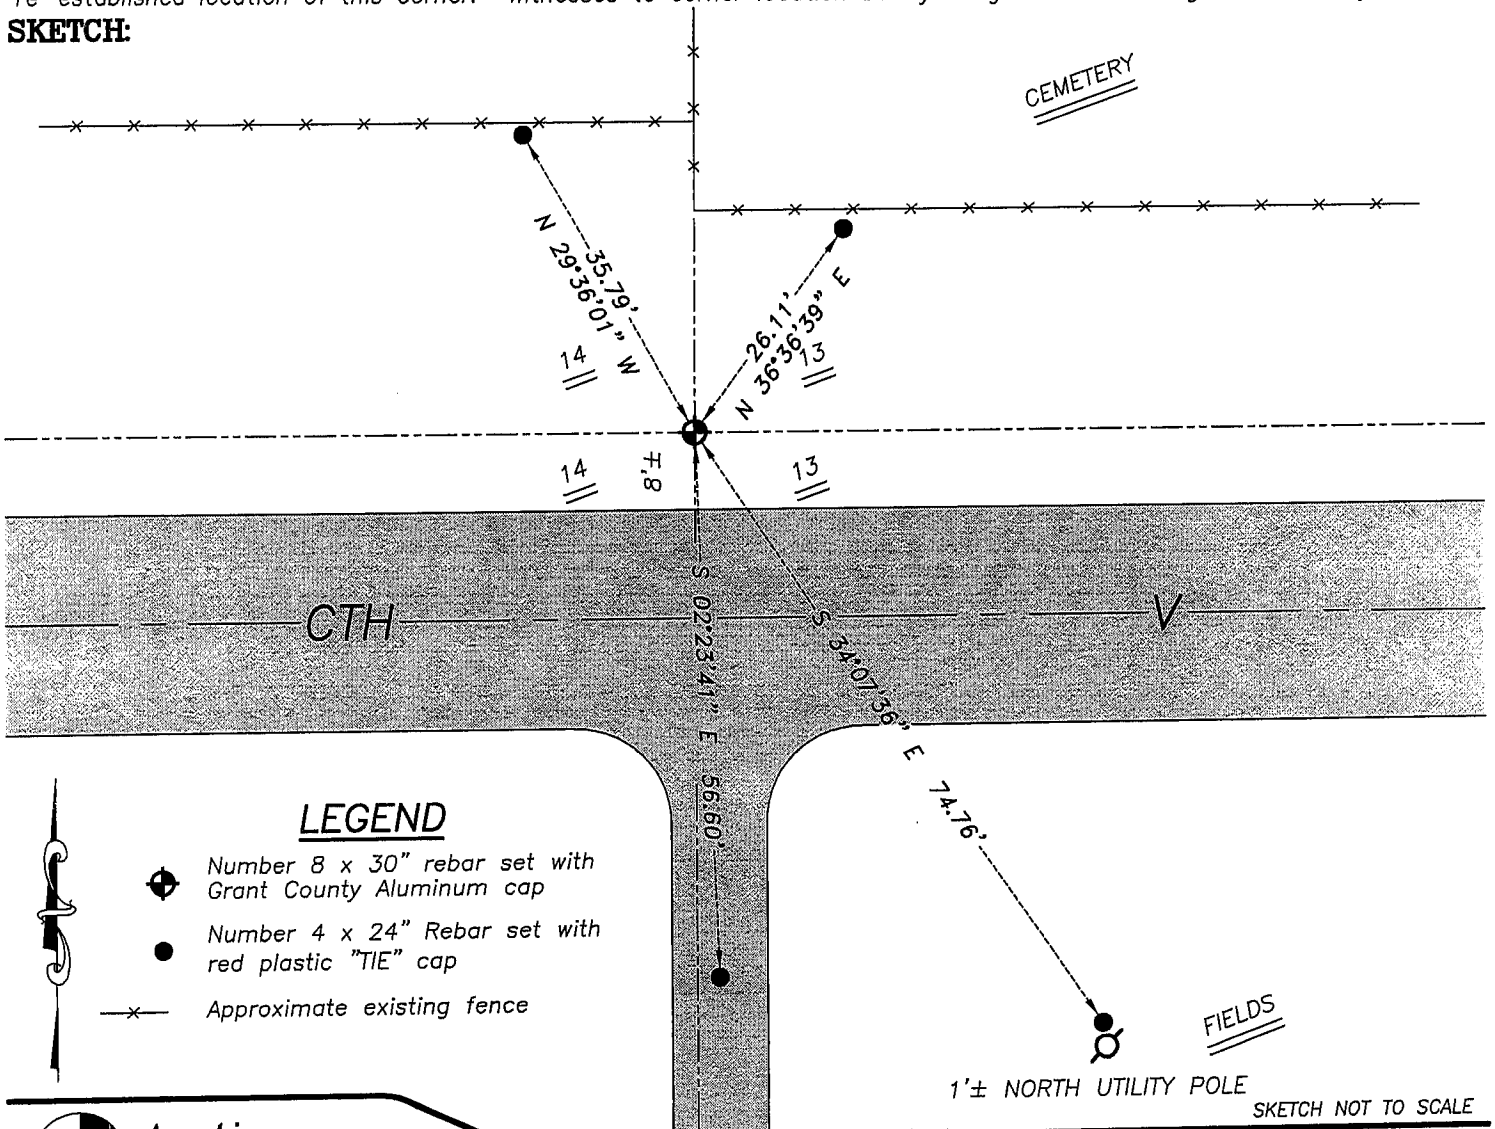 SKETCH:
CEMETERY
35.79'
N 29°36'01" W
26.11'
N 36°36'39" E
14
13
14
8'±
13
CTH
V
S 02°23'41" E 56.60'
S 34°07'36" E 74.76'
LEGEND
Number 8 x 30" rebar set with
Grant County Aluminum cap
Number 4 x 24" Rebar set with
red plastic "TIE" cap
Approximate existing fence
FIELDS
1'± NORTH UTILITY POLE
SKETCH NOT TO SCALE